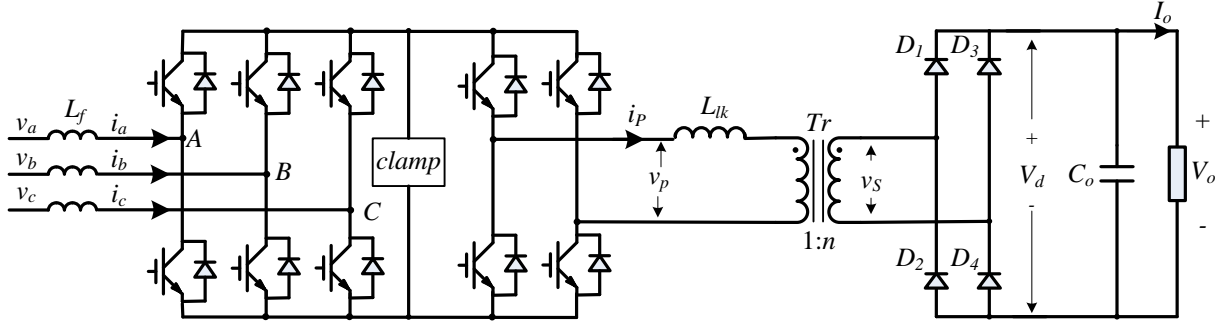 v_a
L_f
i_a
A
v_b
i_b
B
v_c
i_c
C
clamp
i_P
L_lk
v_p
Tr
1:n
v_S
D_1
D_3
D_2
D_4
+
V_d
-
C_o
I_o
+
V_o
-